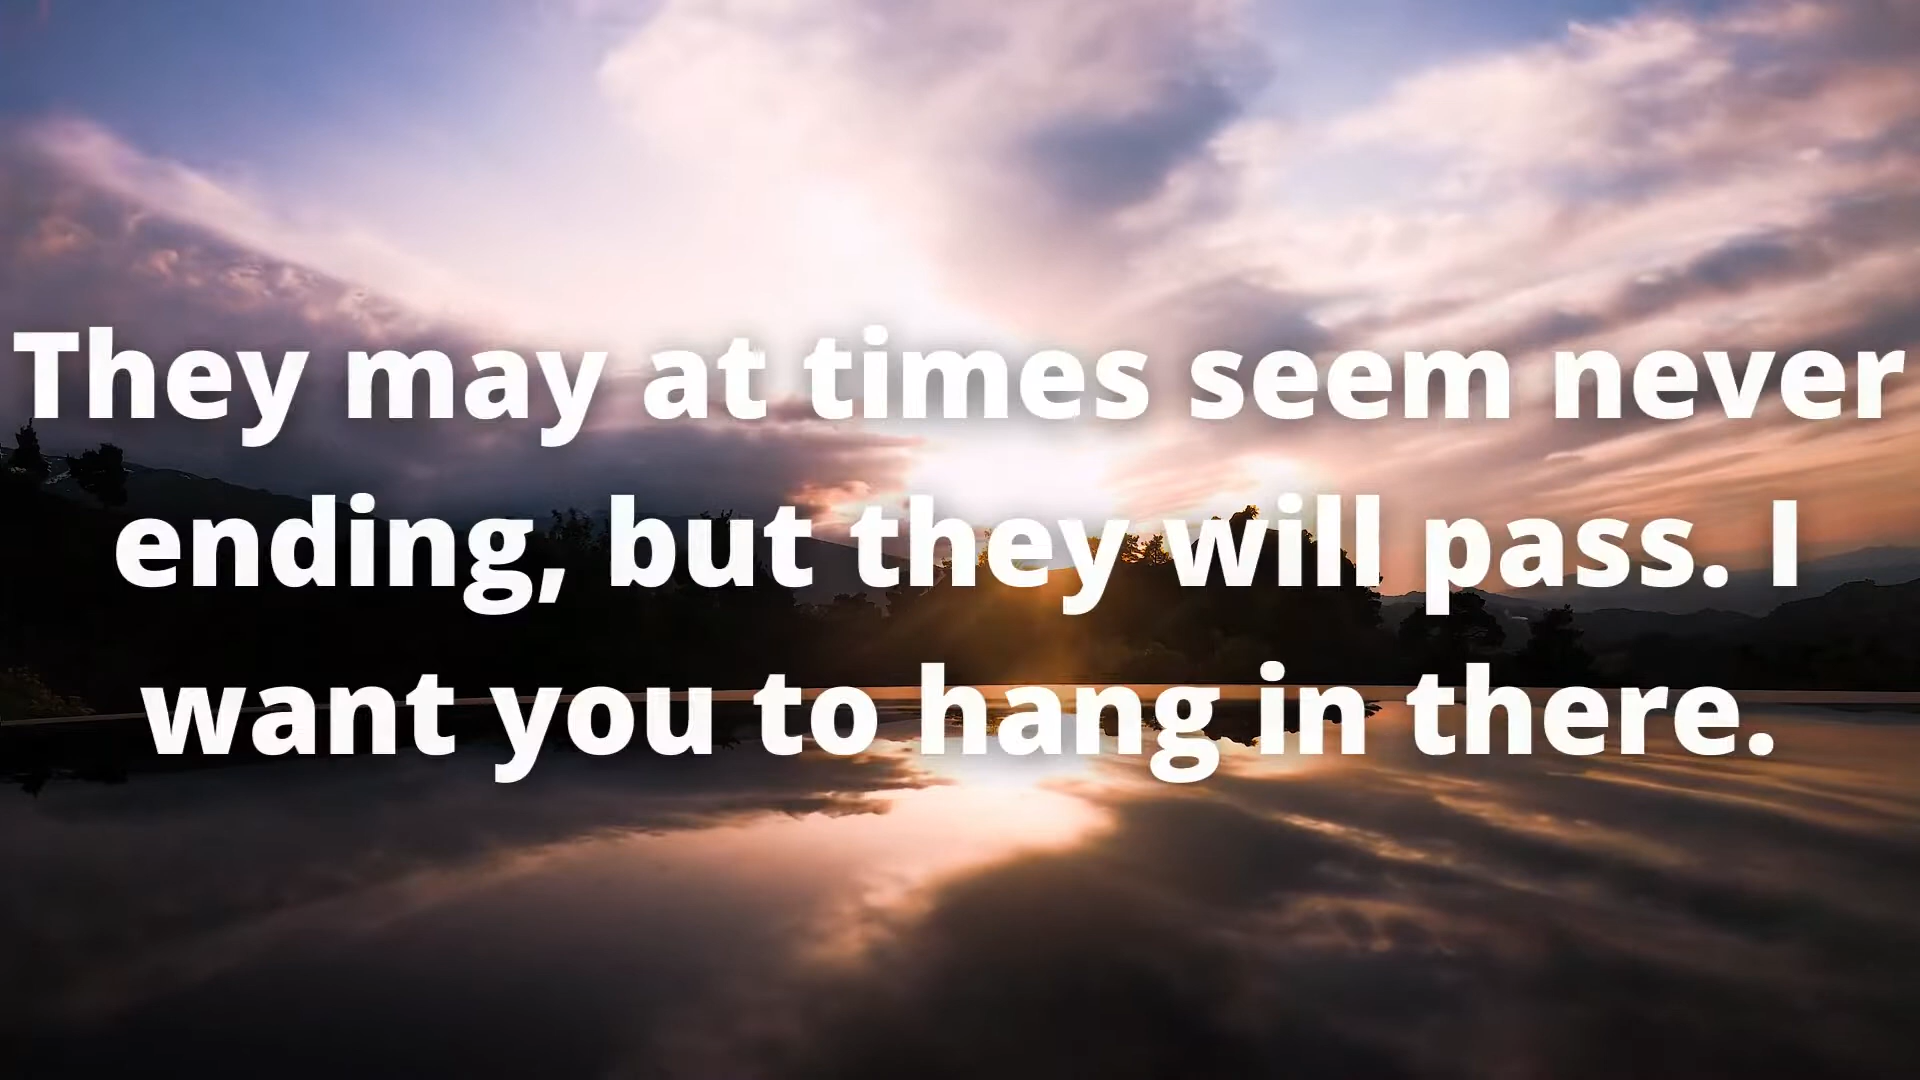 They may at times seem never
ending, but they will pass. I
want you to hang in there.